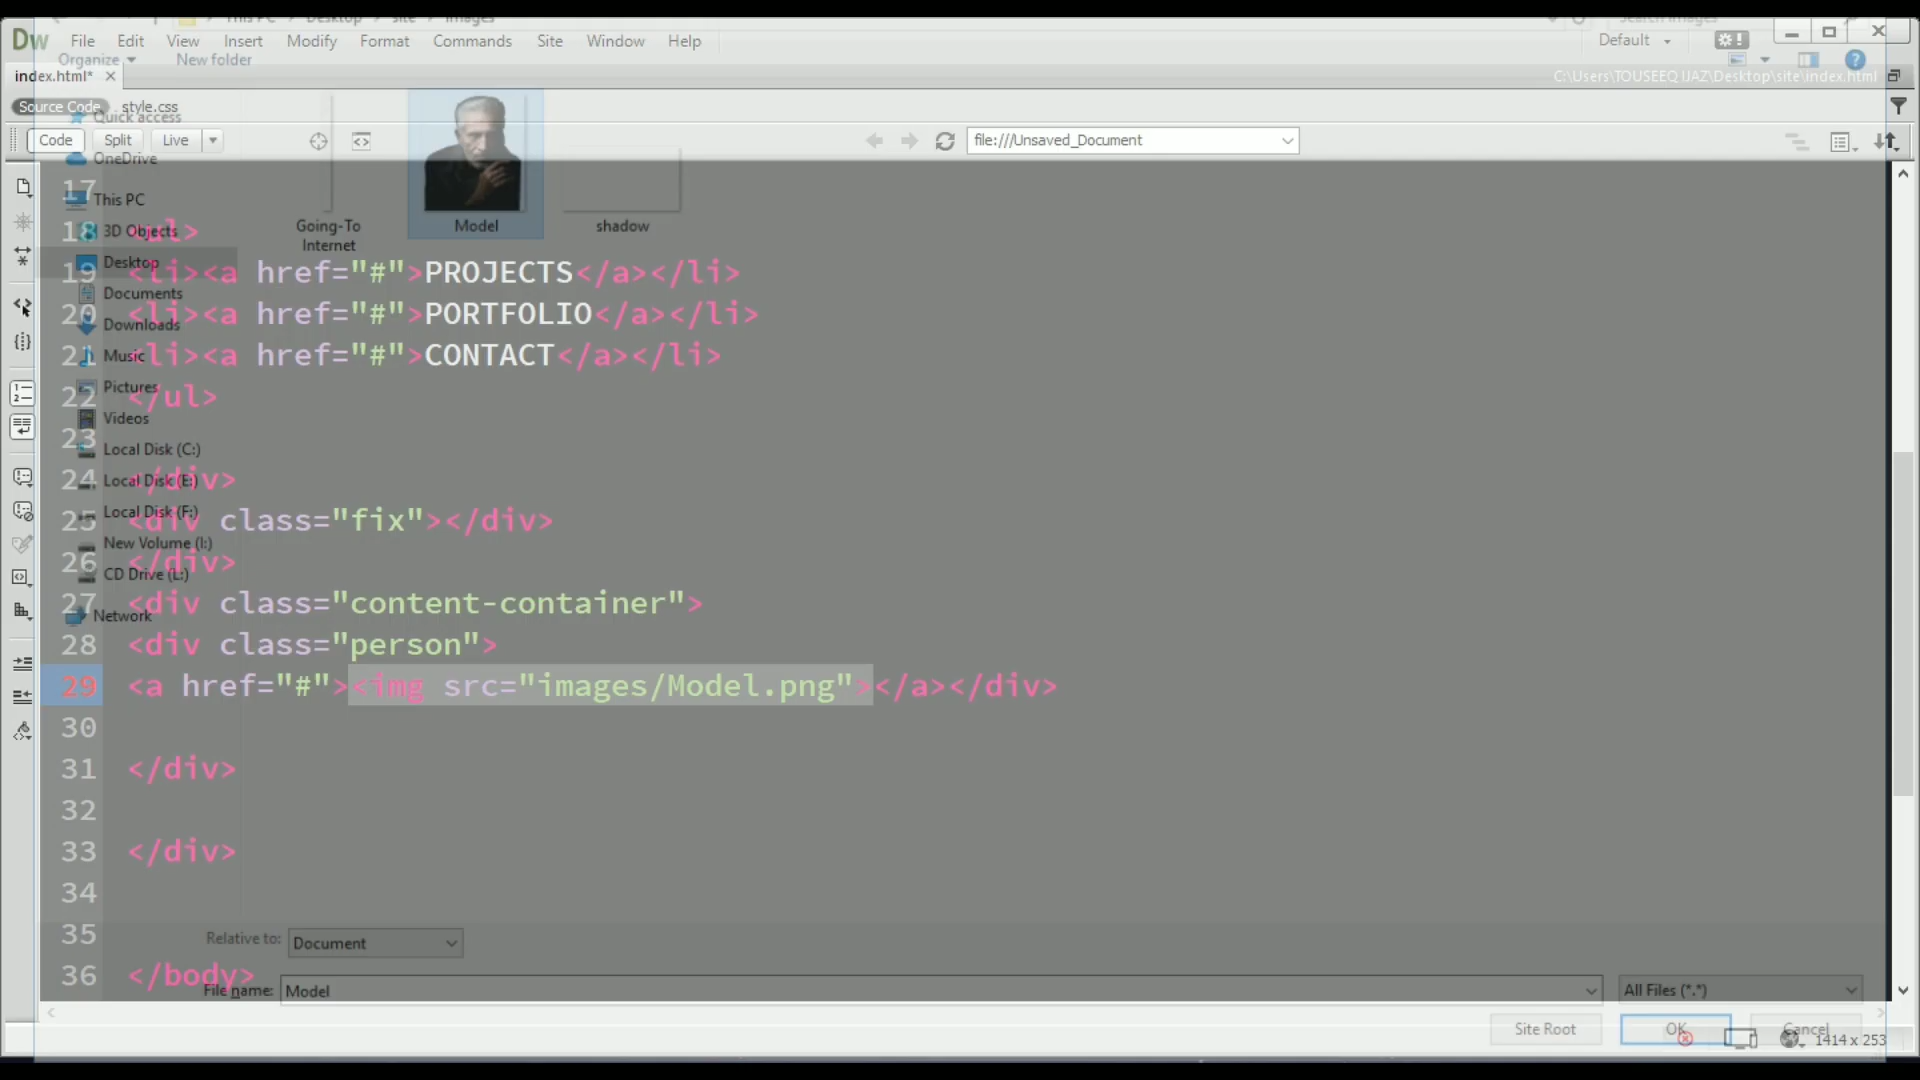 This PC Desktop site images Search Images
Dw File Edit View Insert Modify Format Commands Site Window Help Default
Organize New folder
index.html* C:\Users\TOUSEEQ IJAZ\Desktop\site\index.html
Source Code style.css
Quick access
Code Split Live file:///Unsaved_Document
OneDrive
17
This PC
Going-To Internet
Model
shadow
3D Objects
18 <ul>
Desktop
19 <li><a href="#">PROJECTS</a></li>
Documents
20 <li><a href="#">PORTFOLIO</a></li>
Downloads
21 <li><a href="#">CONTACT</a></li>
Music
Pictures
22 </ul>
Videos
23
Local Disk (C:)
24 </div>
Local Disk (E:)
Local Disk (F:)
25 <div class="fix"></div>
New Volume (I:)
26 </div>
CD Drive (L:)
27 <div class="content-container">
Network
28 <div class="person">
29 <a href="#"><img src="images/Model.png"></a></div>
30
31 </div>
32
33 </div>
34
35
Relative to: Document
36 </body>
File name: Model All Files (*.*)
Site Root OK Cancel
1414 x 253